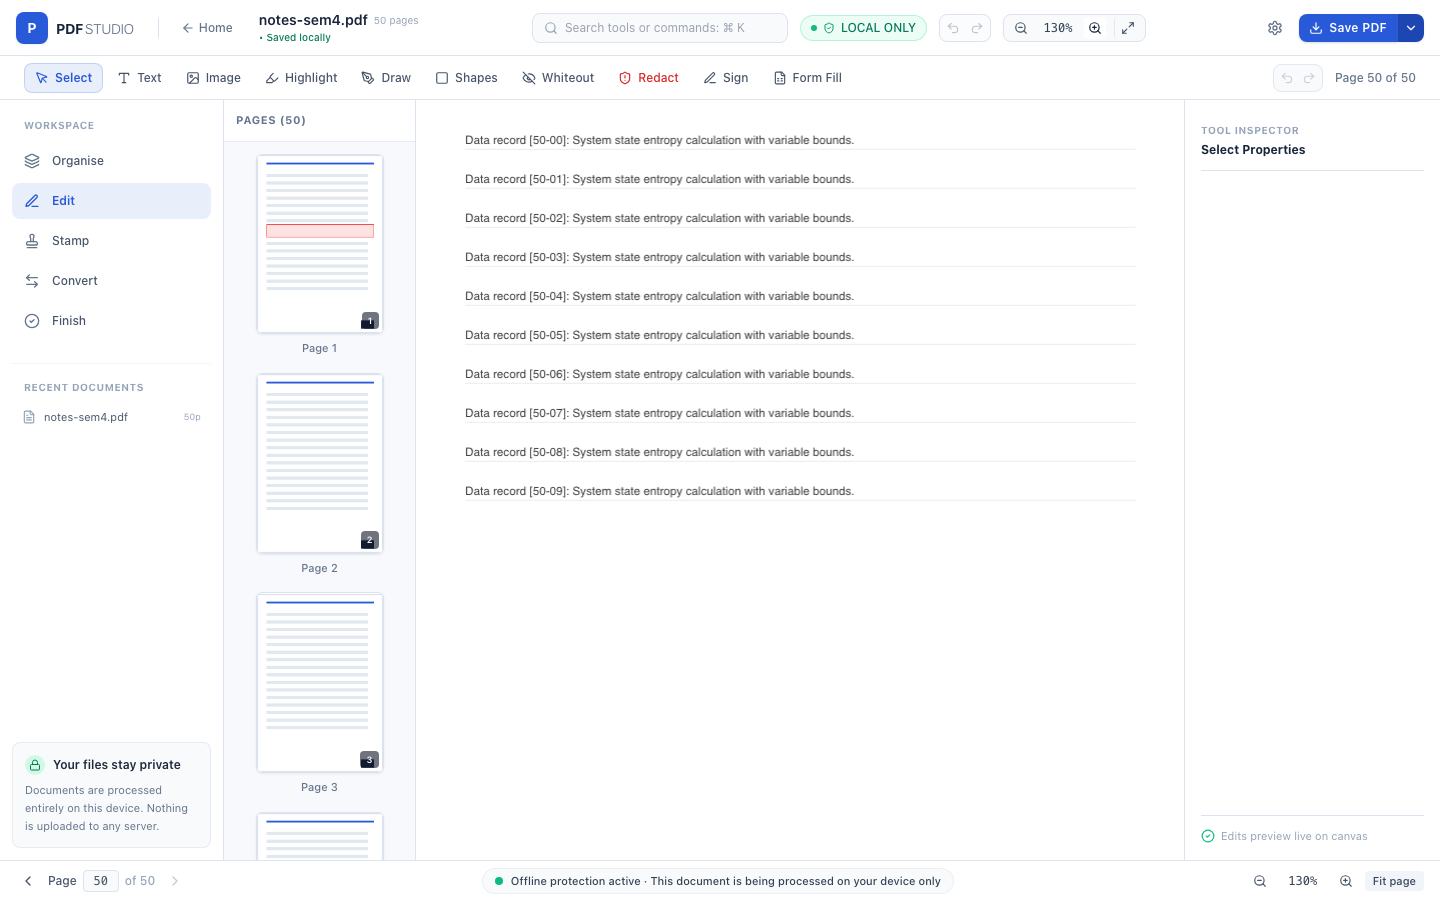 P PDFSTUDIO
Home
notes-sem4.pdf 50 pages
• Saved locally
Search tools or commands: ⌘ K
LOCAL ONLY
130%
Save PDF
Select
Text
Image
Highlight
Draw
Shapes
Whiteout
Redact
Sign
Form Fill
Page 50 of 50
WORKSPACE
Organise
Edit
Stamp
Convert
Finish
RECENT DOCUMENTS
notes-sem4.pdf 50p
Your files stay private
Documents are processed
entirely on this device. Nothing
is uploaded to any server.
PAGES (50)
1
Page 1
2
Page 2
3
Page 3
Data record [50-00]: System state entropy calculation with variable bounds.
Data record [50-01]: System state entropy calculation with variable bounds.
Data record [50-02]: System state entropy calculation with variable bounds.
Data record [50-03]: System state entropy calculation with variable bounds.
Data record [50-04]: System state entropy calculation with variable bounds.
Data record [50-05]: System state entropy calculation with variable bounds.
Data record [50-06]: System state entropy calculation with variable bounds.
Data record [50-07]: System state entropy calculation with variable bounds.
Data record [50-08]: System state entropy calculation with variable bounds.
Data record [50-09]: System state entropy calculation with variable bounds.
TOOL INSPECTOR
Select Properties
Edits preview live on canvas
Page 50 of 50
Offline protection active · This document is being processed on your device only
130%
Fit page